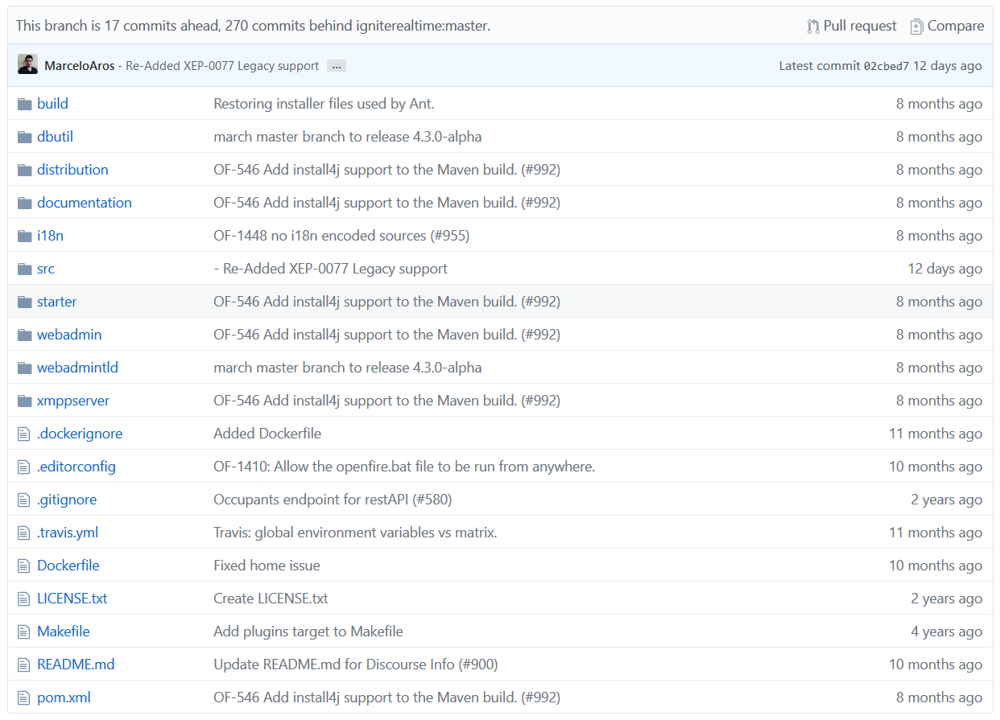 This branch is 17 commits ahead, 270 commits behind igniterealtime:master. Pull request Compare
MarceloAros - Re-Added XEP-0077 Legacy support ... Latest commit 02cbed7 12 days ago
build Restoring installer files used by Ant. 8 months ago
dbutil march master branch to release 4.3.0-alpha 8 months ago
distribution OF-546 Add install4j support to the Maven build. (#992) 8 months ago
documentation OF-546 Add install4j support to the Maven build. (#992) 8 months ago
i18n OF-1448 no i18n encoded sources (#955) 8 months ago
src - Re-Added XEP-0077 Legacy support 12 days ago
starter OF-546 Add install4j support to the Maven build. (#992) 8 months ago
webadmin OF-546 Add install4j support to the Maven build. (#992) 8 months ago
webadmintld march master branch to release 4.3.0-alpha 8 months ago
xmppserver OF-546 Add install4j support to the Maven build. (#992) 8 months ago
.dockerignore Added Dockerfile 11 months ago
.editorconfig OF-1410: Allow the openfire.bat file to be run from anywhere. 10 months ago
.gitignore Occupants endpoint for restAPI (#580) 2 years ago
.travis.yml Travis: global environment variables vs matrix. 11 months ago
Dockerfile Fixed home issue 10 months ago
LICENSE.txt Create LICENSE.txt 2 years ago
Makefile Add plugins target to Makefile 4 years ago
README.md Update README.md for Discourse Info (#900) 10 months ago
pom.xml OF-546 Add install4j support to the Maven build. (#992) 8 months ago